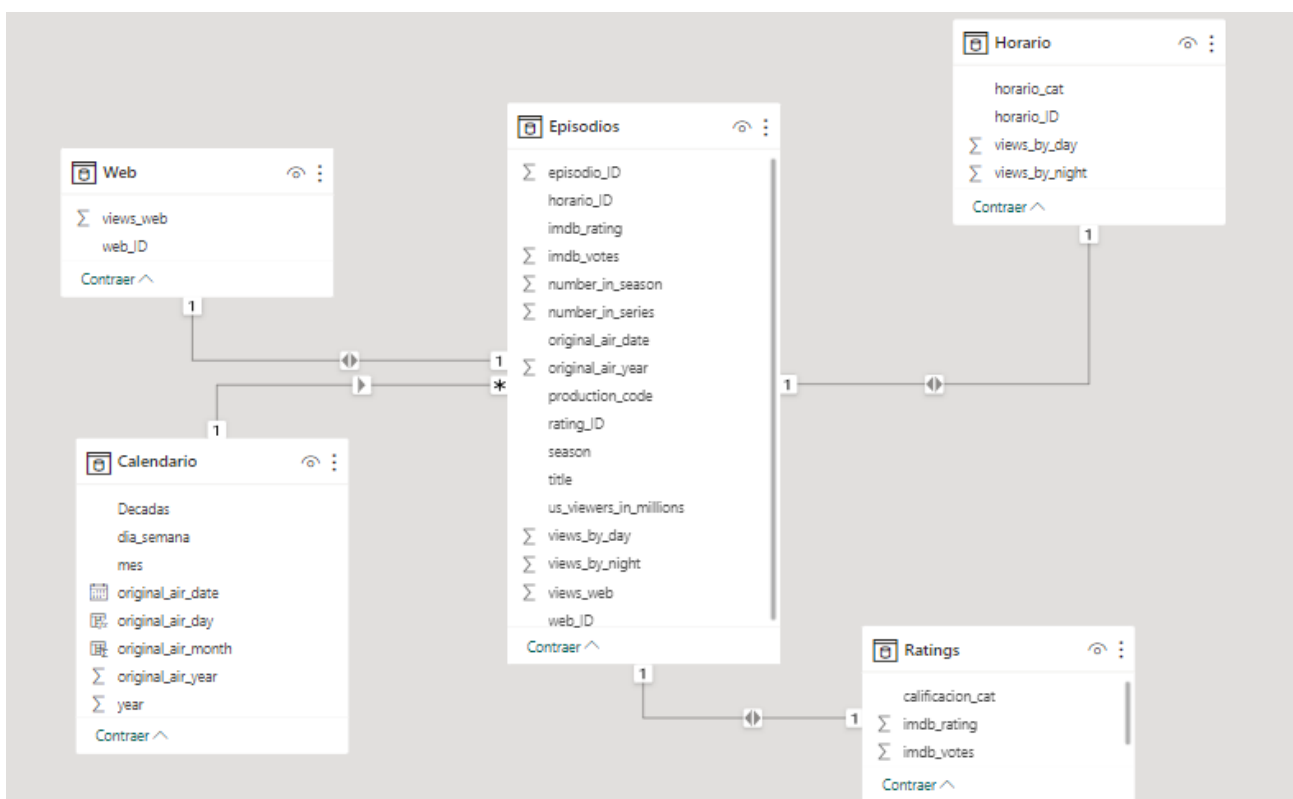 Web
views_web
web_ID
Contraer
1
Calendario
Decadas
dia_semana
mes
original_air_date
original_air_day
original_air_month
original_air_year
year
Contraer
1
Episodios
episodio_ID
horario_ID
imdb_rating
imdb_votes
number_in_season
number_in_series
original_air_date
original_air_year
production_code
rating_ID
season
title
us_viewers_in_millions
views_by_day
views_by_night
views_web
web_ID
Contraer
1
*
1
1
Horario
horario_cat
horario_ID
views_by_day
views_by_night
Contraer
1
Ratings
calificacion_cat
imdb_rating
imdb_votes
Contraer
1